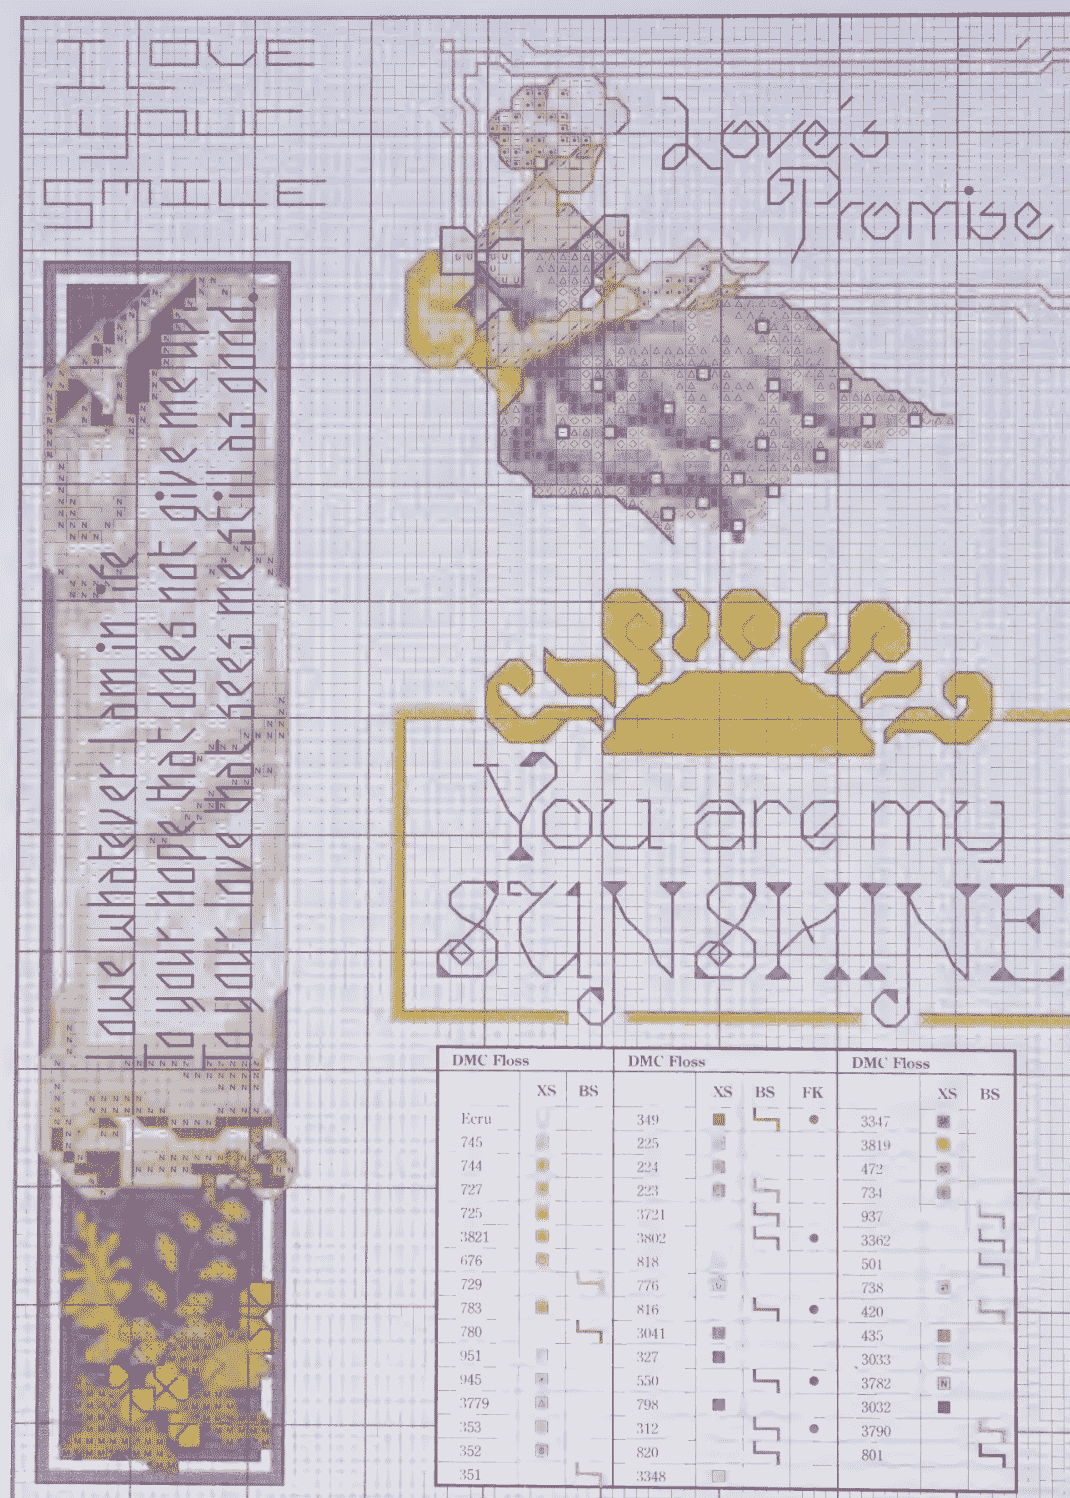 I LOVE
YOUR
SMILE
Love's
Promise
I owe whatever I am in life
To your hope that does not give me up.
To your love that sees me still as good.
You are my
SUNSHINE
DMC Floss DMC Floss DMC Floss
XS BS XS BS FK XS BS
Ecru 349 3347
745 225 3819
744 224 472
727 223 734
725 3721 937
3821 3802 3362
676 818 501
729 776 738
783 816 420
780 3041 435
951 327 3033
945 550 3782
3779 798 3032
353 312 3790
352 820 801
351 3348